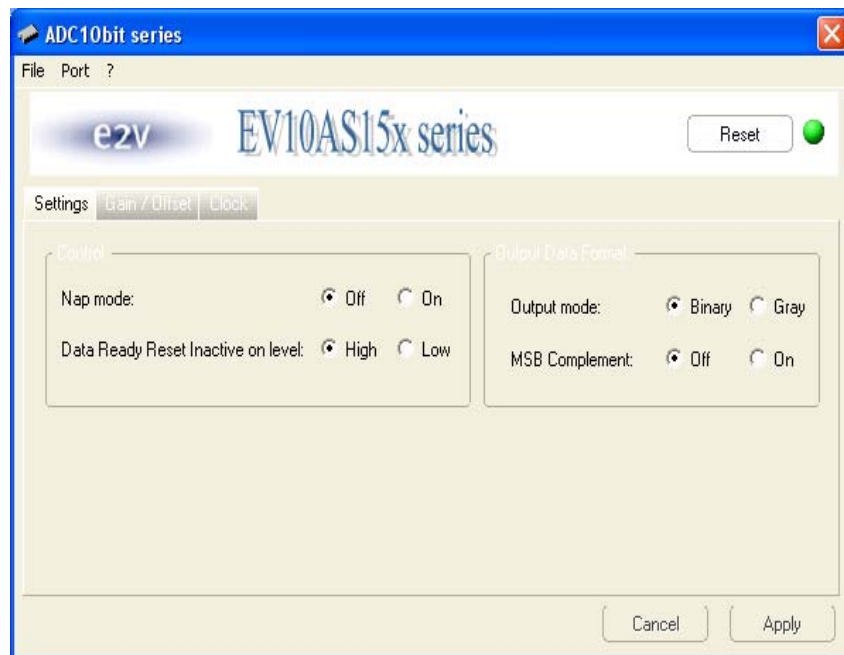 ADC10bit series
File Port ?
e2v EV10AS15x series Reset
Settings Gain / Offset Clock
Control
Nap mode: Off On
Data Ready Reset Inactive on level: High Low
Output Data Format
Output mode: Binary Gray
MSB Complement: Off On
Cancel Apply